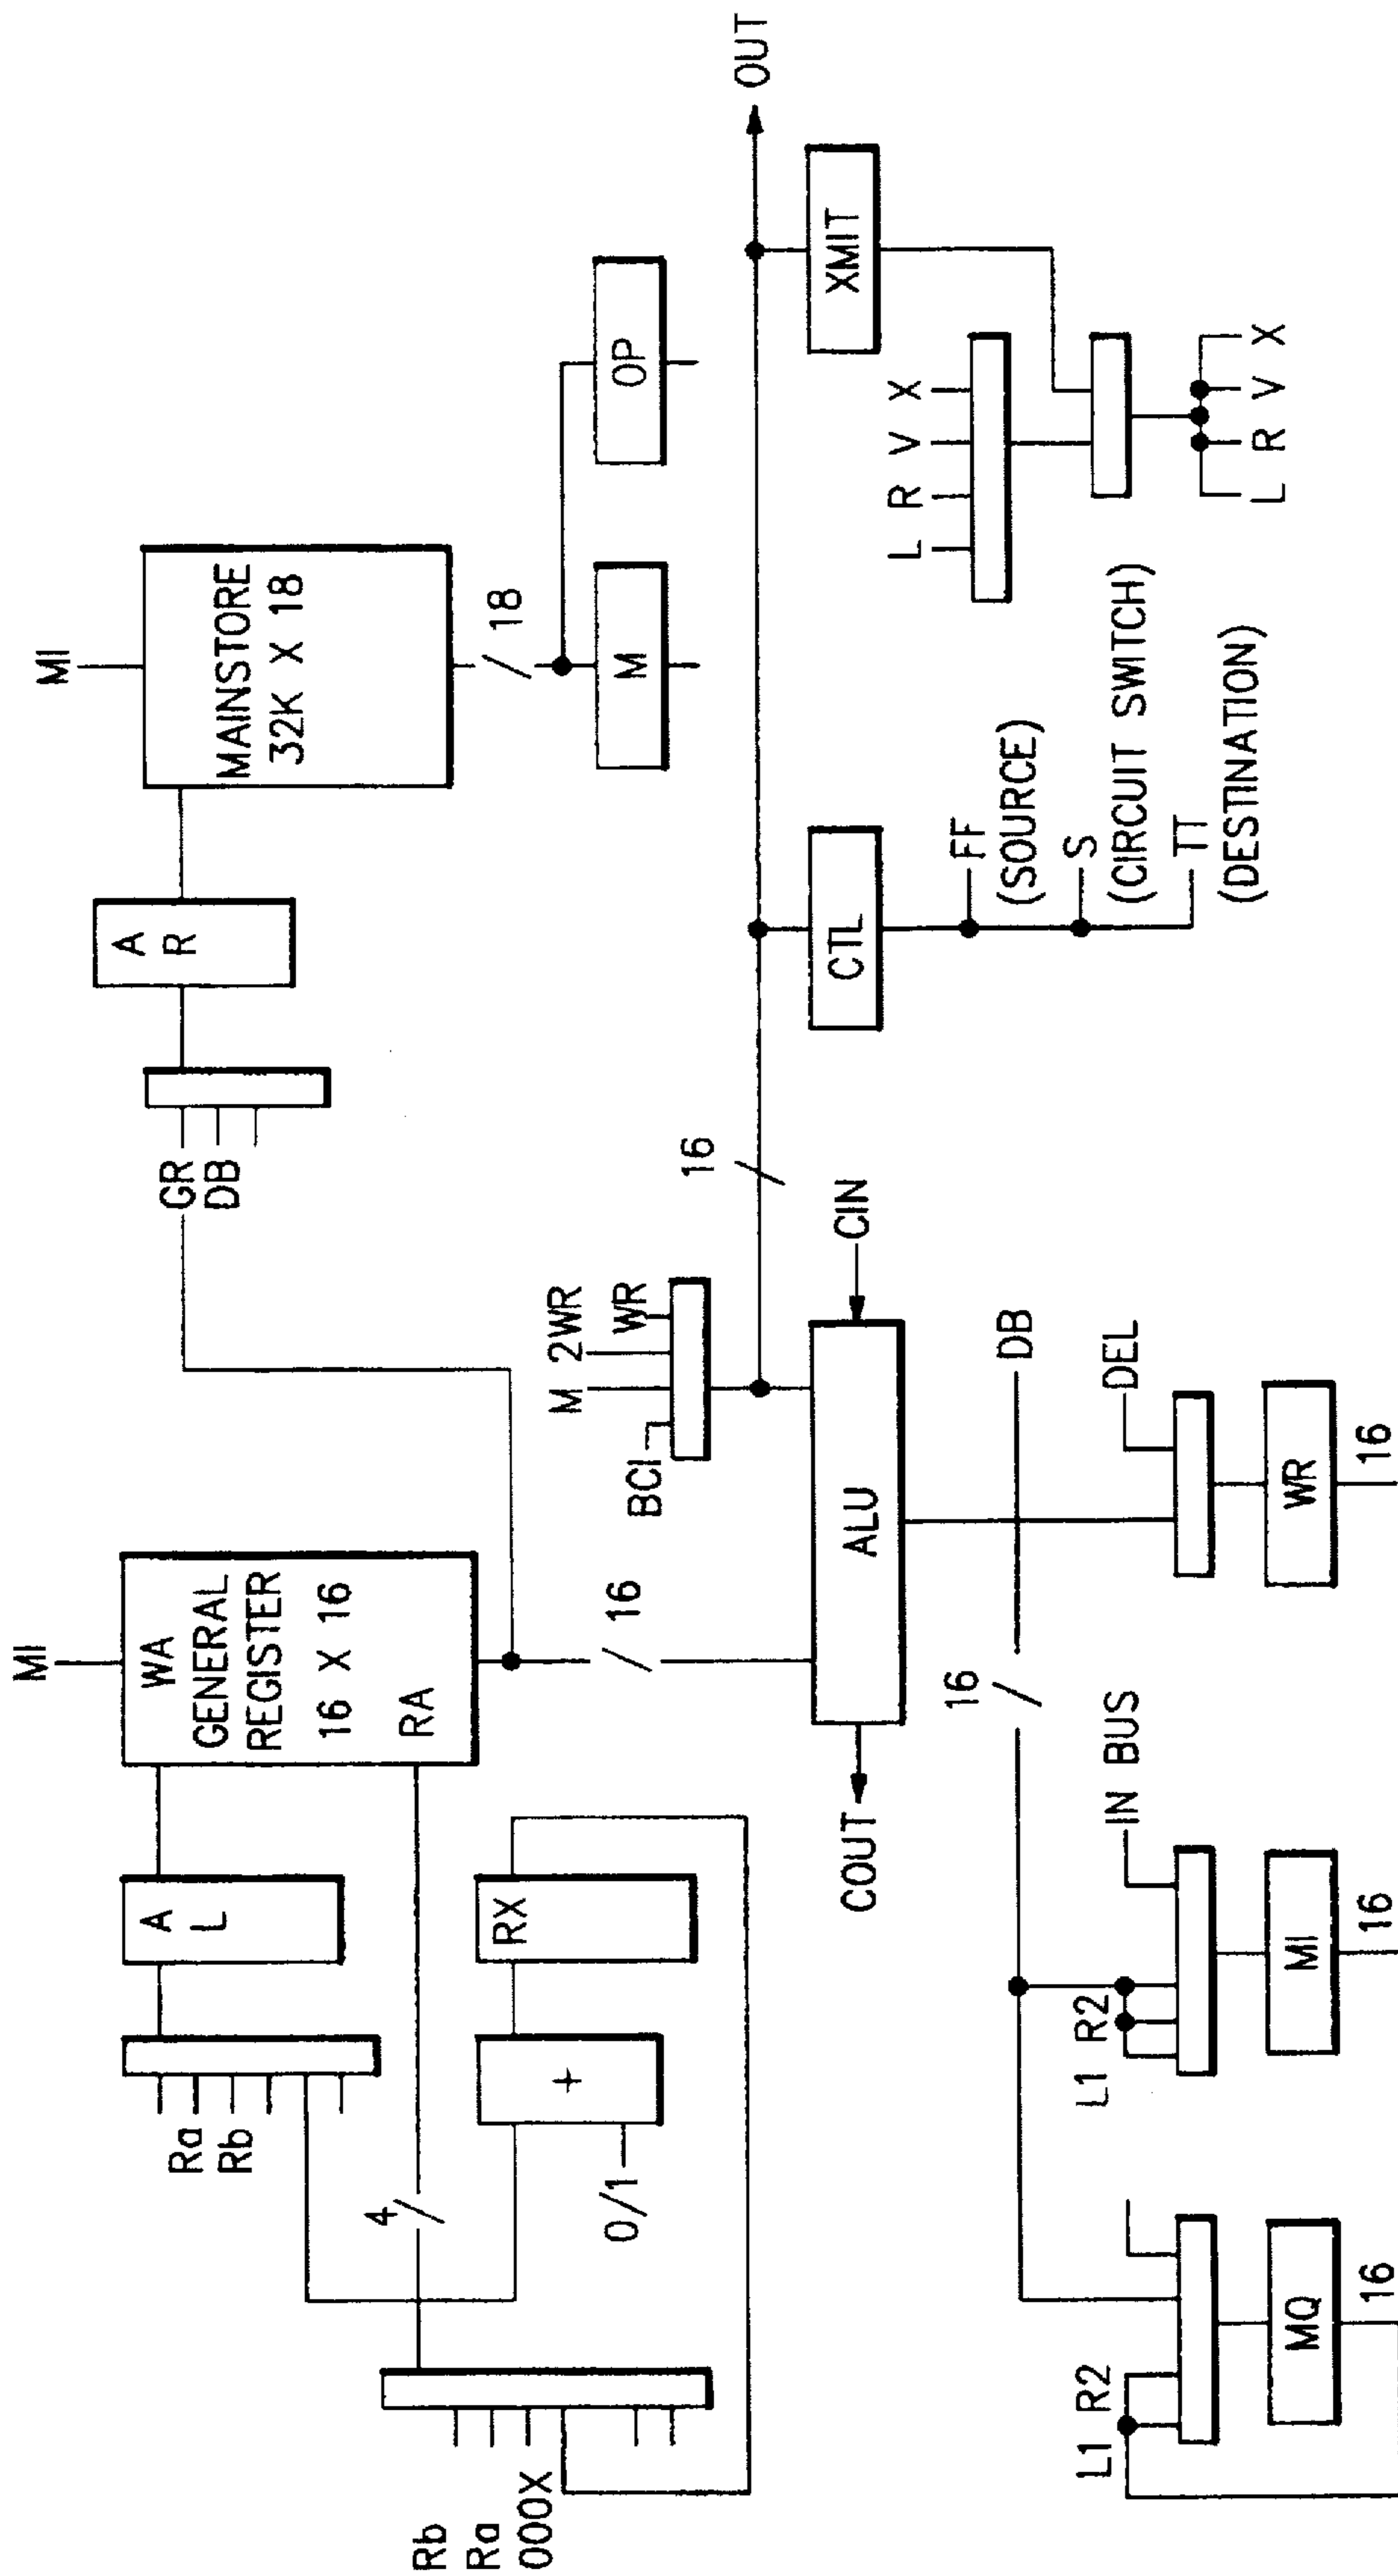 MI
MI
WA
GENERAL
REGISTER
16 X 16
RA
A
L
Ra
Rb
4
RX
+
0/1
Rb
Ra
000X
GR
DB
A
R
MAINSTORE
32K X 18
18
M
OP
16
BCI
M
2WR
WR
16
OUT
ALU
CIN
COUT
CTL
FF
(SOURCE)
S
(CIRCUIT SWITCH)
TT
(DESTINATION)
XMIT
L R V X
L R V X
16
DB
L1 R2
MQ
16
L1 R2
IN BUS
MI
16
DEL
WR
16